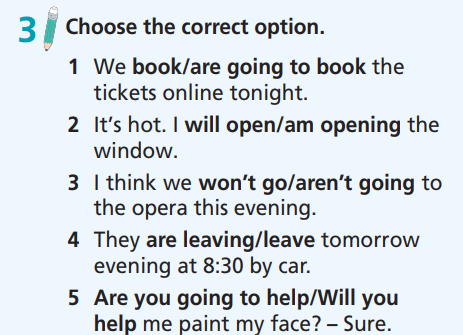 3 Choose the correct option.
1 We book/are going to book the
tickets online tonight.
2 It's hot. I will open/am opening the
window.
3 I think we won't go/aren't going to
the opera this evening.
4 They are leaving/leave tomorrow
evening at 8:30 by car.
5 Are you going to help/Will you
help me paint my face? – Sure.